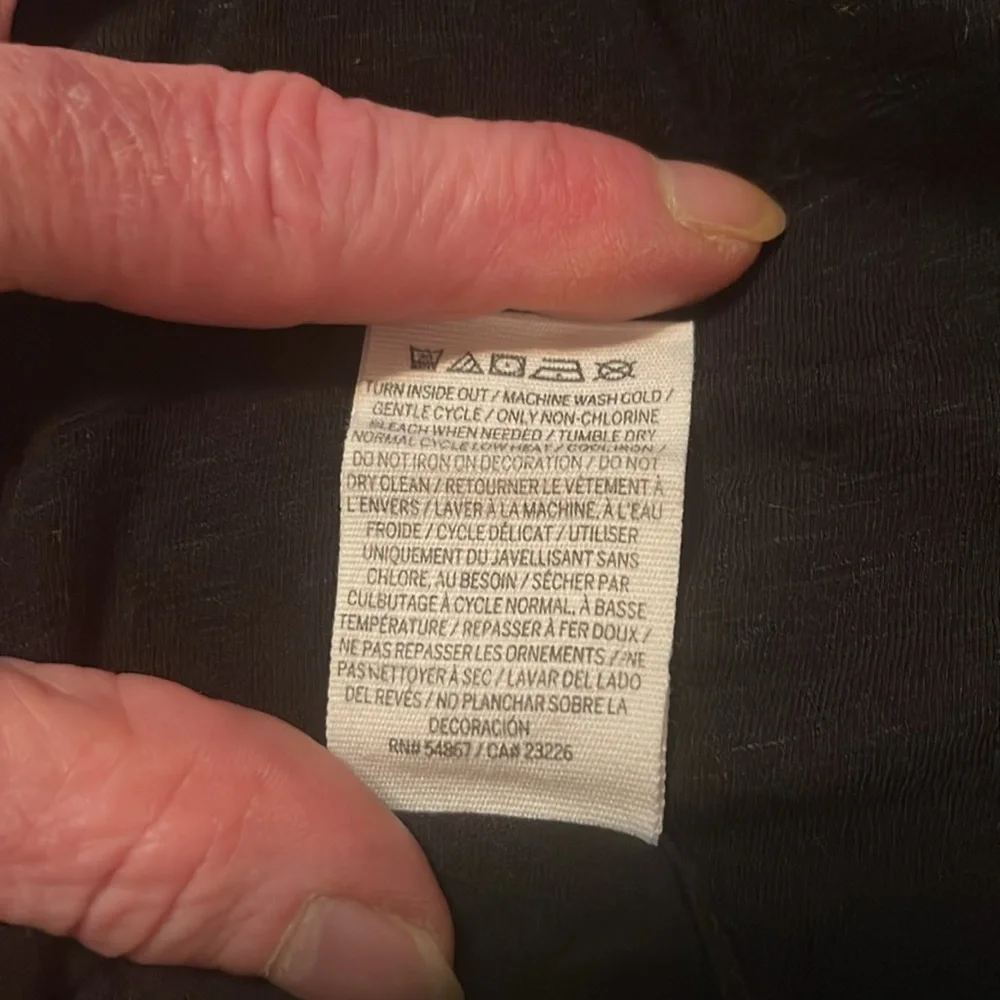 TURN INSIDE OUT / MACHINE WASH COLD /
GENTLE CYCLE / ONLY NON-CHLORINE
BLEACH WHEN NEEDED / TUMBLE DRY
NORMAL CYCLE LOW HEAT / COOL IRON /
DO NOT IRON ON DECORATION / DO NOT
DRY CLEAN / RETOURNER LE VÊTEMENT À
L'ENVERS / LAVER À LA MACHINE, À L'EAU
FROIDE / CYCLE DÉLICAT / UTILISER
UNIQUEMENT DU JAVELLISANT SANS
CHLORE, AU BESOIN / SÉCHER PAR
CULBUTAGE À CYCLE NORMAL, À BASSE
TEMPÉRATURE / REPASSER À FER DOUX /
NE PAS REPASSER LES ORNEMENTS / NE
PAS NETTOYER À SEC / LAVAR DEL LADO
DEL REVÉS / NO PLANCHAR SOBRE LA
DECORACIÓN
RN# 54867 / CA# 23226